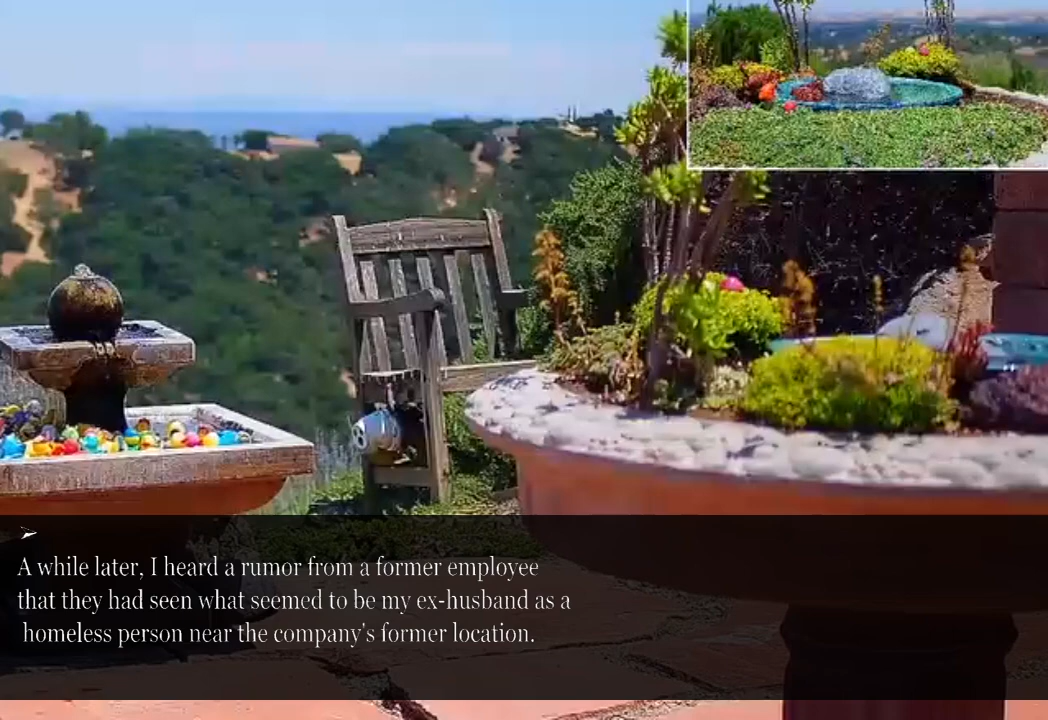 ➢
A while later, I heard a rumor from a former employee
that they had seen what seemed to be my ex-husband as a
homeless person near the company's former location.